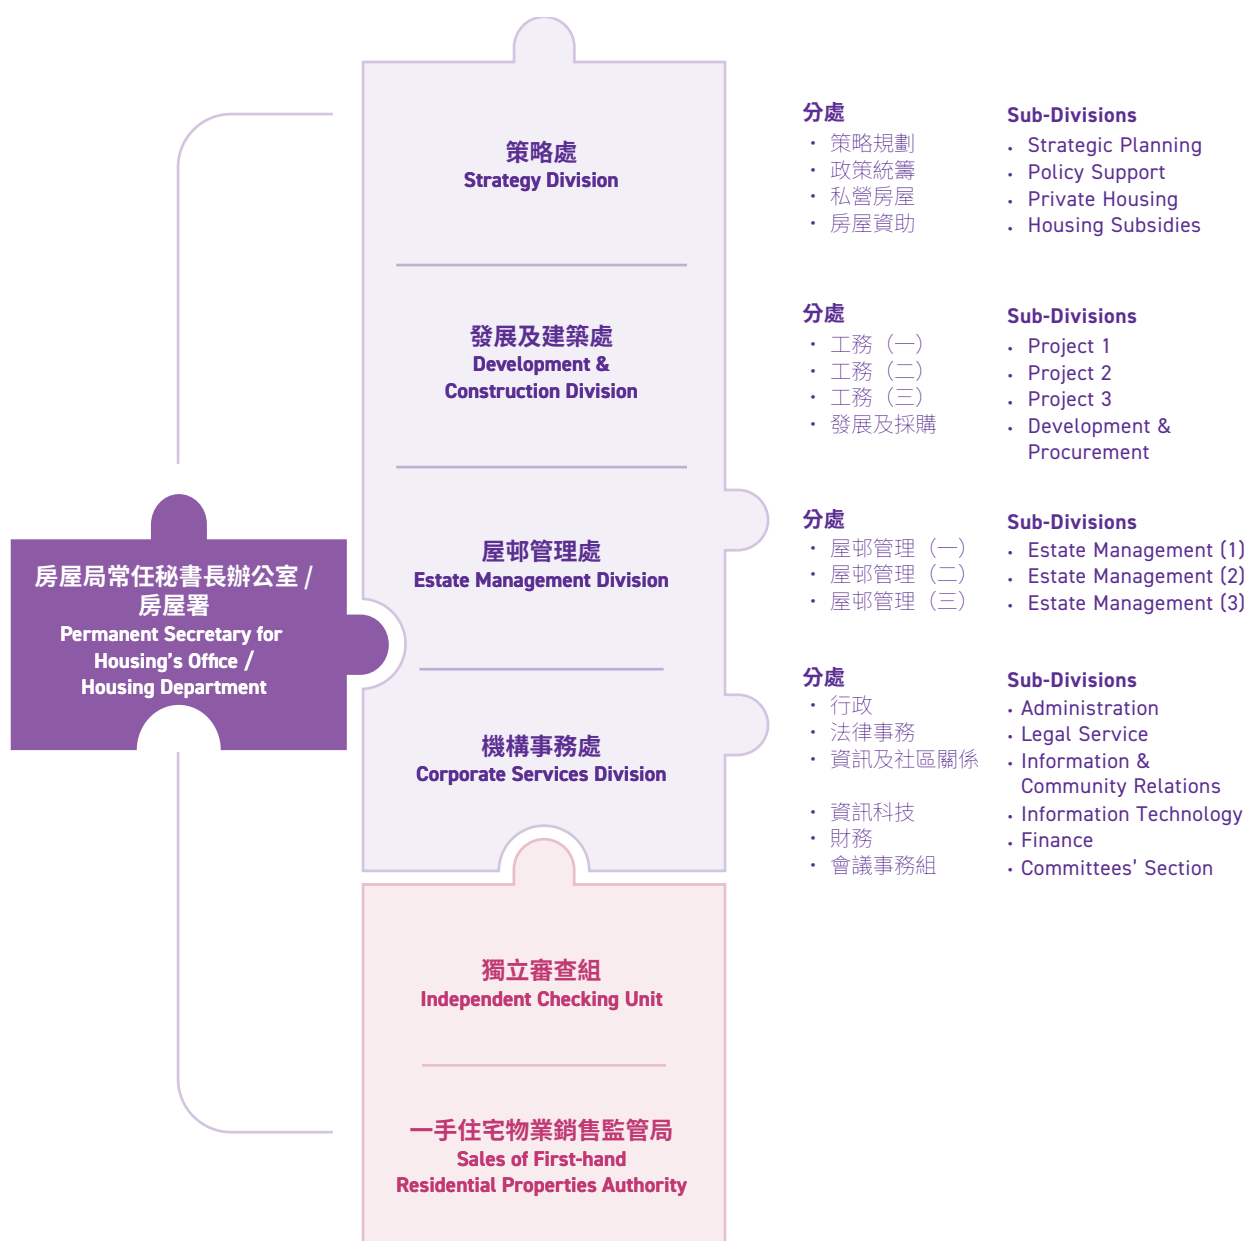 房屋局常任秘書長辦公室 /
房屋署
Permanent Secretary for
Housing’s Office /
Housing Department
策略處
Strategy Division
分處
・ 策略規劃
・ 政策統籌
・ 私營房屋
・ 房屋資助
Sub-Divisions
• Strategic Planning
• Policy Support
• Private Housing
• Housing Subsidies
發展及建築處
Development &
Construction Division
分處
・ 工務（一）
・ 工務（二）
・ 工務（三）
・ 發展及採購
Sub-Divisions
• Project 1
• Project 2
• Project 3
• Development &
Procurement
屋邨管理處
Estate Management Division
分處
・ 屋邨管理（一）
・ 屋邨管理（二）
・ 屋邨管理（三）
Sub-Divisions
• Estate Management (1)
• Estate Management (2)
• Estate Management (3)
機構事務處
Corporate Services Division
分處
・ 行政
・ 法律事務
・ 資訊及社區關係
・ 資訊科技
・ 財務
・ 會議事務組
Sub-Divisions
• Administration
• Legal Service
• Information &
Community Relations
• Information Technology
• Finance
• Committees’ Section
獨立審查組
Independent Checking Unit
一手住宅物業銷售監管局
Sales of First-hand
Residential Properties Authority